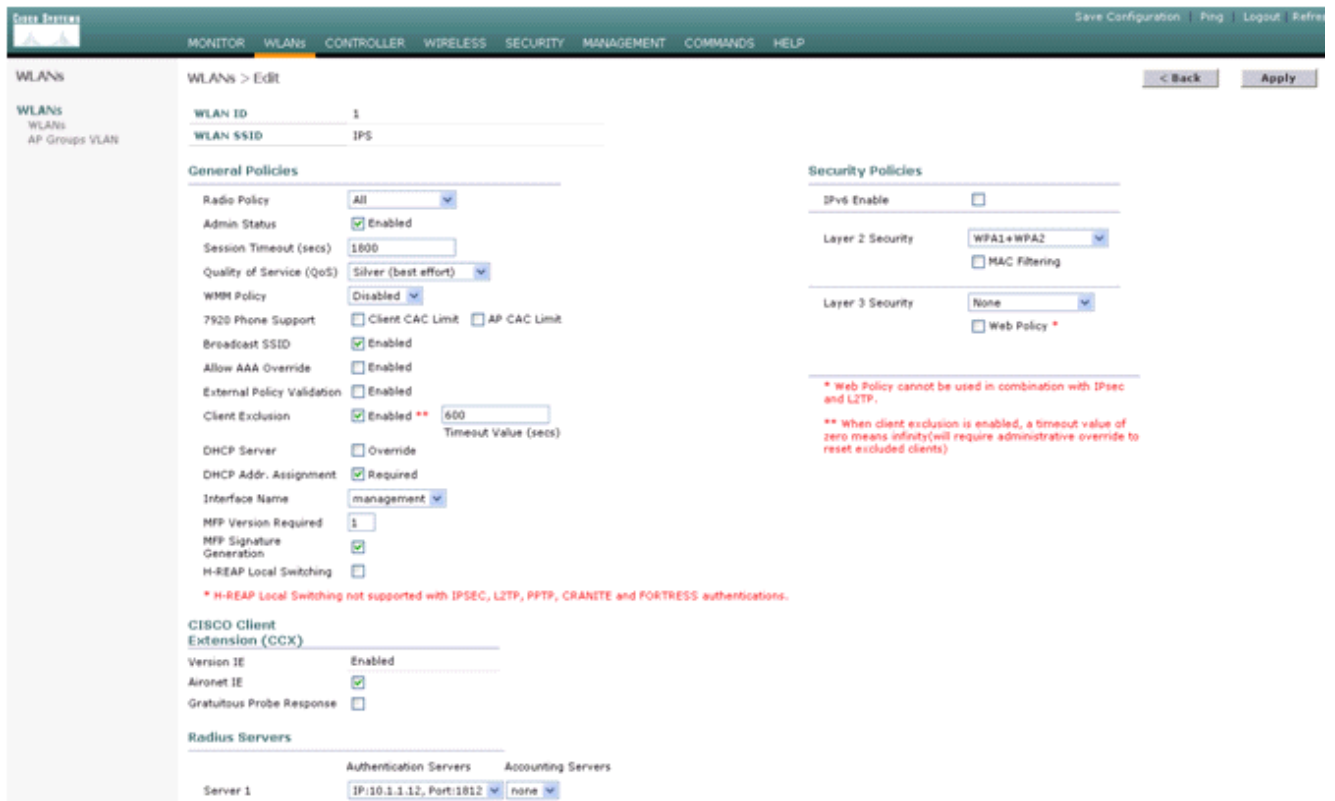 Cisco Systems
Save Configuration | Ping | Logout | Refres
MONITOR WLANs CONTROLLER WIRELESS SECURITY MANAGEMENT COMMANDS HELP
WLANs
WLANs
WLANs
AP Groups VLAN
WLANs > Edit
< Back
Apply
WLAN ID 1
WLAN SSID IPS
General Policies
Radio Policy All
Admin Status Enabled
Session Timeout (secs) 1800
Quality of Service (QoS) Silver (best effort)
WMM Policy Disabled
7920 Phone Support Client CAC Limit AP CAC Limit
Broadcast SSID Enabled
Allow AAA Override Enabled
External Policy Validation Enabled
Client Exclusion Enabled ** 600
Timeout Value (secs)
DHCP Server Override
DHCP Addr. Assignment Required
Interface Name management
MFP Version Required 1
MFP Signature
Generation
H-REAP Local Switching
* H-REAP Local Switching not supported with IPSEC, L2TP, PPTP, CRANITE and FORTRESS authentications.
Security Policies
IPv6 Enable
Layer 2 Security WPA1+WPA2
MAC Filtering
Layer 3 Security None
Web Policy *
* Web Policy cannot be used in combination with IPsec
and L2TP.
** When client exclusion is enabled, a timeout value of
zero means infinity(will require administrative override to
reset excluded clients)
CISCO Client
Extension (CCX)
Version IE Enabled
Aironet IE
Gratuitous Probe Response
Radius Servers
Authentication Servers Accounting Servers
Server 1 IP:10.1.1.12, Port:1812 none